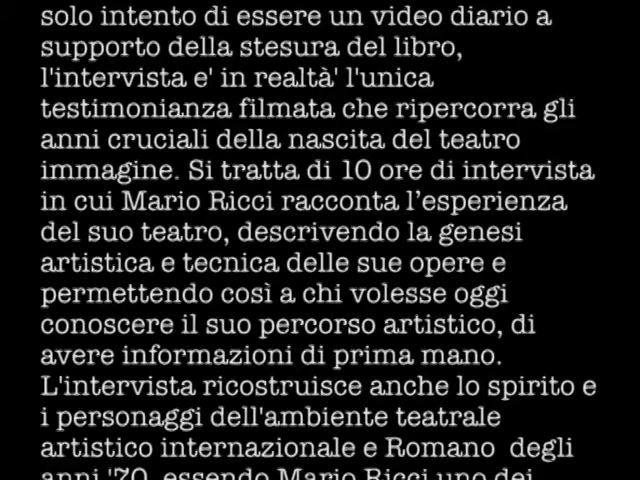 solo intento di essere un video diario a
supporto della stesura del libro,
l'intervista e' in realtà' l'unica
testimonianza filmata che ripercorra gli
anni cruciali della nascita del teatro
immagine. Si tratta di 10 ore di intervista
in cui Mario Ricci racconta l’esperienza
del suo teatro, descrivendo la genesi
artistica e tecnica delle sue opere e
permettendo così a chi volesse oggi
conoscere il suo percorso artistico, di
avere informazioni di prima mano.
L'intervista ricostruisce anche lo spirito e
i personaggi dell'ambiente teatrale
artistico internazionale e Romano  degli
anni '70, essendo Mario Ricci uno dei